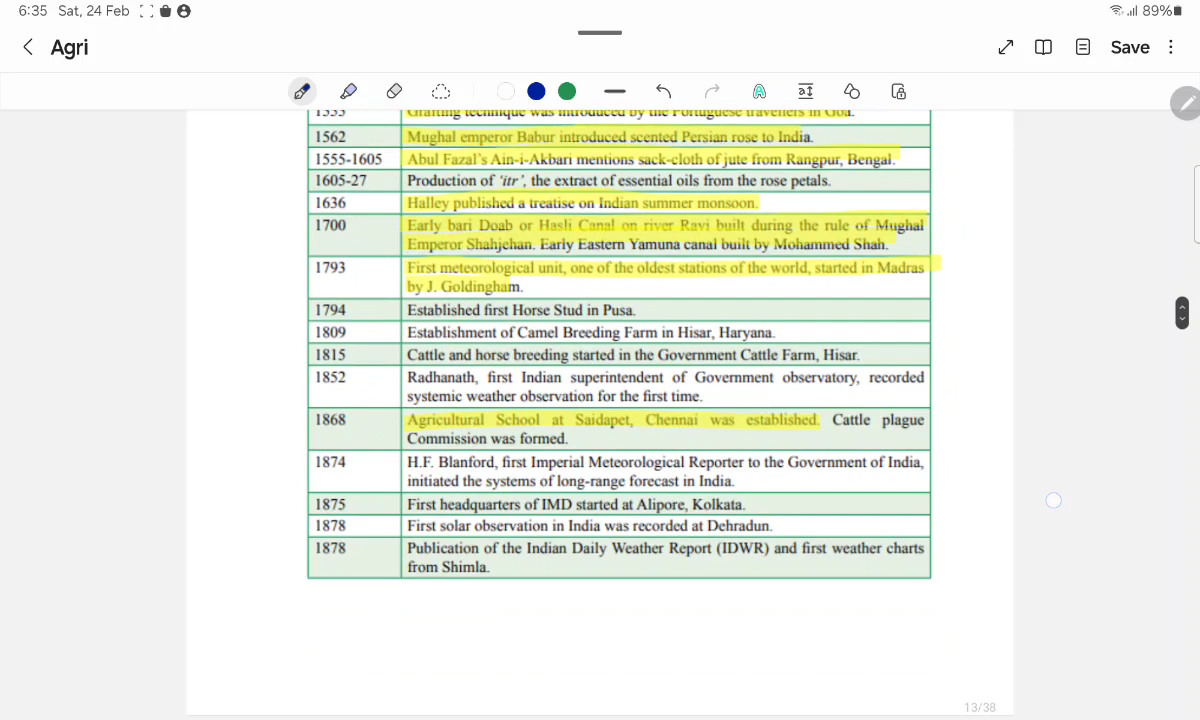 6:35 Sat, 24 Feb
89%
Agri
Save
1555 Grafting technique was introduced by the Portuguese travellers in Goa.
1562 Mughal emperor Babur introduced scented Persian rose to India.
1555-1605 Abul Fazal's Ain-i-Akbari mentions sack-cloth of jute from Rangpur, Bengal.
1605-27 Production of 'itr', the extract of essential oils from the rose petals.
1636 Halley published a treatise on Indian summer monsoon.
1700 Early bari Doab or Hasli Canal on river Ravi built during the rule of Mughal
Emperor Shahjehan. Early Eastern Yamuna canal built by Mohammed Shah.
1793 First meteorological unit, one of the oldest stations of the world, started in Madras
by J. Goldingham.
1794 Established first Horse Stud in Pusa.
1809 Establishment of Camel Breeding Farm in Hisar, Haryana.
1815 Cattle and horse breeding started in the Government Cattle Farm, Hisar.
1852 Radhanath, first Indian superintendent of Government observatory, recorded
systemic weather observation for the first time.
1868 Agricultural School at Saidapet, Chennai was established. Cattle plague
Commission was formed.
1874 H.F. Blanford, first Imperial Meteorological Reporter to the Government of India,
initiated the systems of long-range forecast in India.
1875 First headquarters of IMD started at Alipore, Kolkata.
1878 First solar observation in India was recorded at Dehradun.
1878 Publication of the Indian Daily Weather Report (IDWR) and first weather charts
from Shimla.
13/38